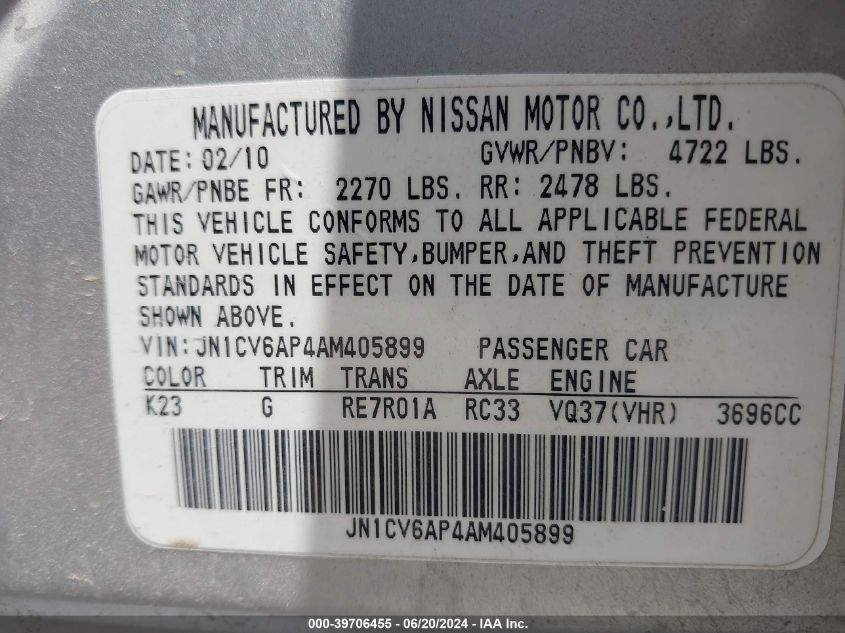 MANUFACTURED BY NISSAN MOTOR CO.,LTD.
DATE: 02/10 GVWR/PNBV: 4722 LBS.
GAWR/PNBE FR: 2270 LBS. RR: 2478 LBS.
THIS VEHICLE CONFORMS TO ALL APPLICABLE FEDERAL
MOTOR VEHICLE SAFETY,BUMPER,AND THEFT PREVENTION
STANDARDS IN EFFECT ON THE DATE OF MANUFACTURE
SHOWN ABOVE.
VIN:JN1CV6AP4AM405899 PASSENGER CAR
COLOR TRIM TRANS AXLE ENGINE
K23 G RE7R01A RC33 VQ37(VHR) 3696CC
JN1CV6AP4AM405899
000-39706455 - 06/20/2024 - IAA Inc.